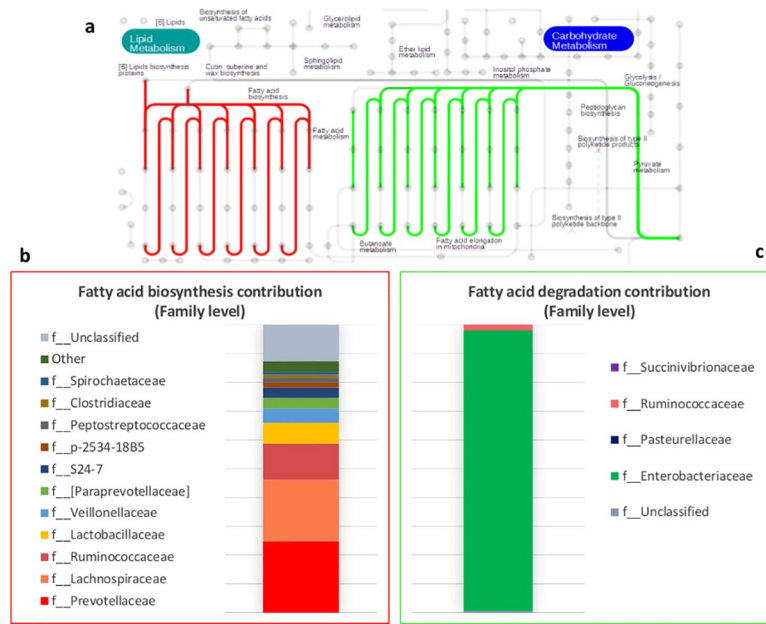 a
[B] Lipids
Biosynthesis of
unsaturated fatty acids
Glycerolipid
metabolism
Lipid
Metabolism
Carbohydrate
Metabolism
Ether lipid
metabolism
Sphingolipid
metabolism
[B] Lipids biosynthesis
proteins
Cutin, suberine and
wax biosynthesis
Inositol phosphate
metabolism
Glycolysis /
Gluconeogenesis
Fatty acid
biosynthesis
Peptidoglycan
biosynthesis
Fatty acid
metabolism
Biosynthesis of type II
polyketide products
Pyruvate
metabolism
Biosynthesis of type II
polyketide backbone
Butanoate
metabolism
Fatty acid elongation
in mitochondria
b
Fatty acid biosynthesis contribution
(Family level)
f__Unclassified
Other
f__Spirochaetaceae
f__Clostridiaceae
f__Peptostreptococcaceae
f__p-2534-18B5
f__S24-7
f__[Paraprevotellaceae]
f__Veillonellaceae
f__Lactobacillaceae
f__Ruminococcaceae
f__Lachnospiraceae
f__Prevotellaceae
c
Fatty acid degradation contribution
(Family level)
f__Succinivibrionaceae
f__Ruminococcaceae
f__Pasteurellaceae
f__Enterobacteriaceae
f__Unclassified